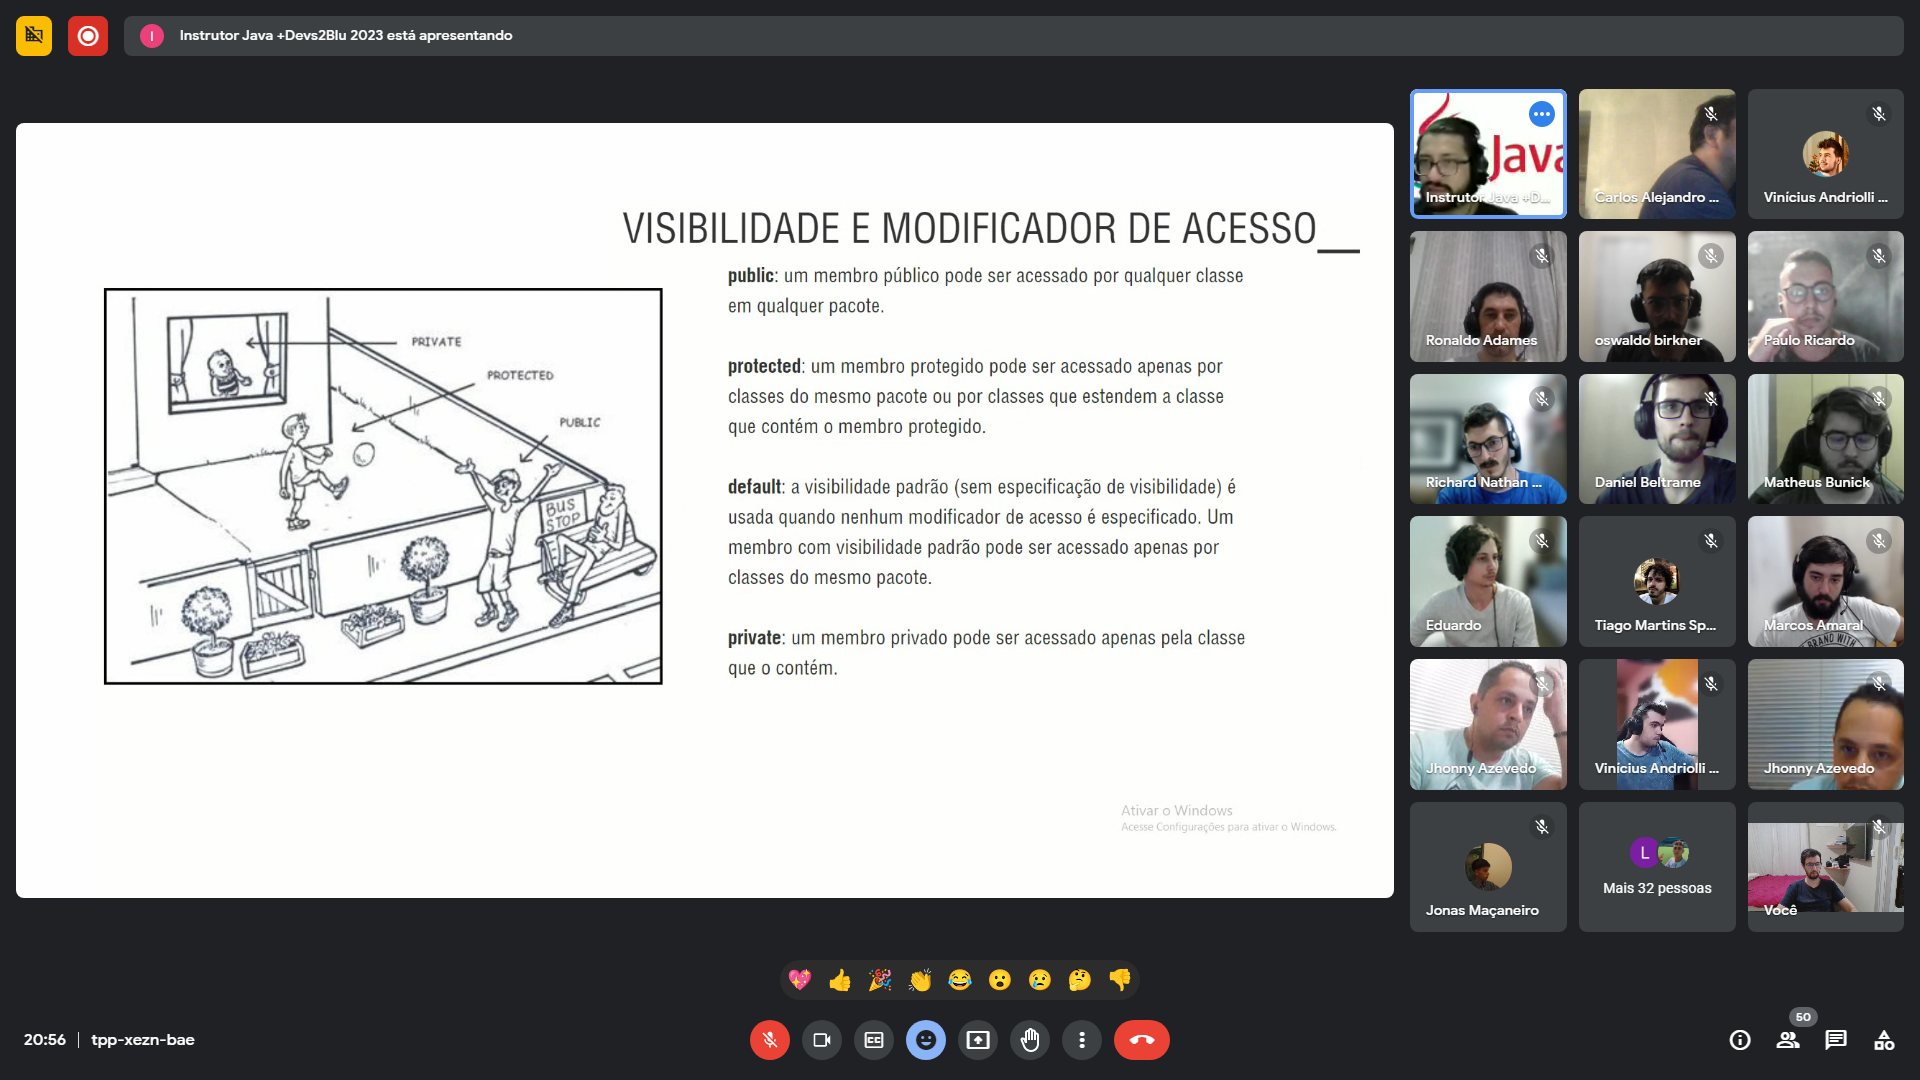 Instrutor Java +Devs2Blu 2023 está apresentando
VISIBILIDADE E MODIFICADOR DE ACESSO__
public: um membro público pode ser acessado por qualquer classe
em qualquer pacote.
protected: um membro protegido pode ser acessado apenas por
classes do mesmo pacote ou por classes que estendem a classe
que contém o membro protegido.
default: a visibilidade padrão (sem especificação de visibilidade) é
usada quando nenhum modificador de acesso é especificado. Um
membro com visibilidade padrão pode ser acessado apenas por
classes do mesmo pacote.
private: um membro privado pode ser acessado apenas pela classe
que o contém.
PRIVATE
PROTECTED
PUBLIC
BUS
STOP
Ativar o Windows
Acesse Configurações para ativar o Windows.
Java
Instrutor Java +D...
Carlos Alejandro ...
Vinícius Andriolli ...
Ronaldo Adames
oswaldo birkner
Paulo Ricardo
Richard Nathan ...
Daniel Beltrame
Matheus Bunick
Eduardo
Tiago Martins Sp...
BRAND WITH
Marcos Amaral
Jhonny Azevedo
Vinícius Andriolli ...
Jhonny Azevedo
Jonas Maçaneiro
L
Mais 32 pessoas
Você
20:56
tpp-xezn-bae
CC
50